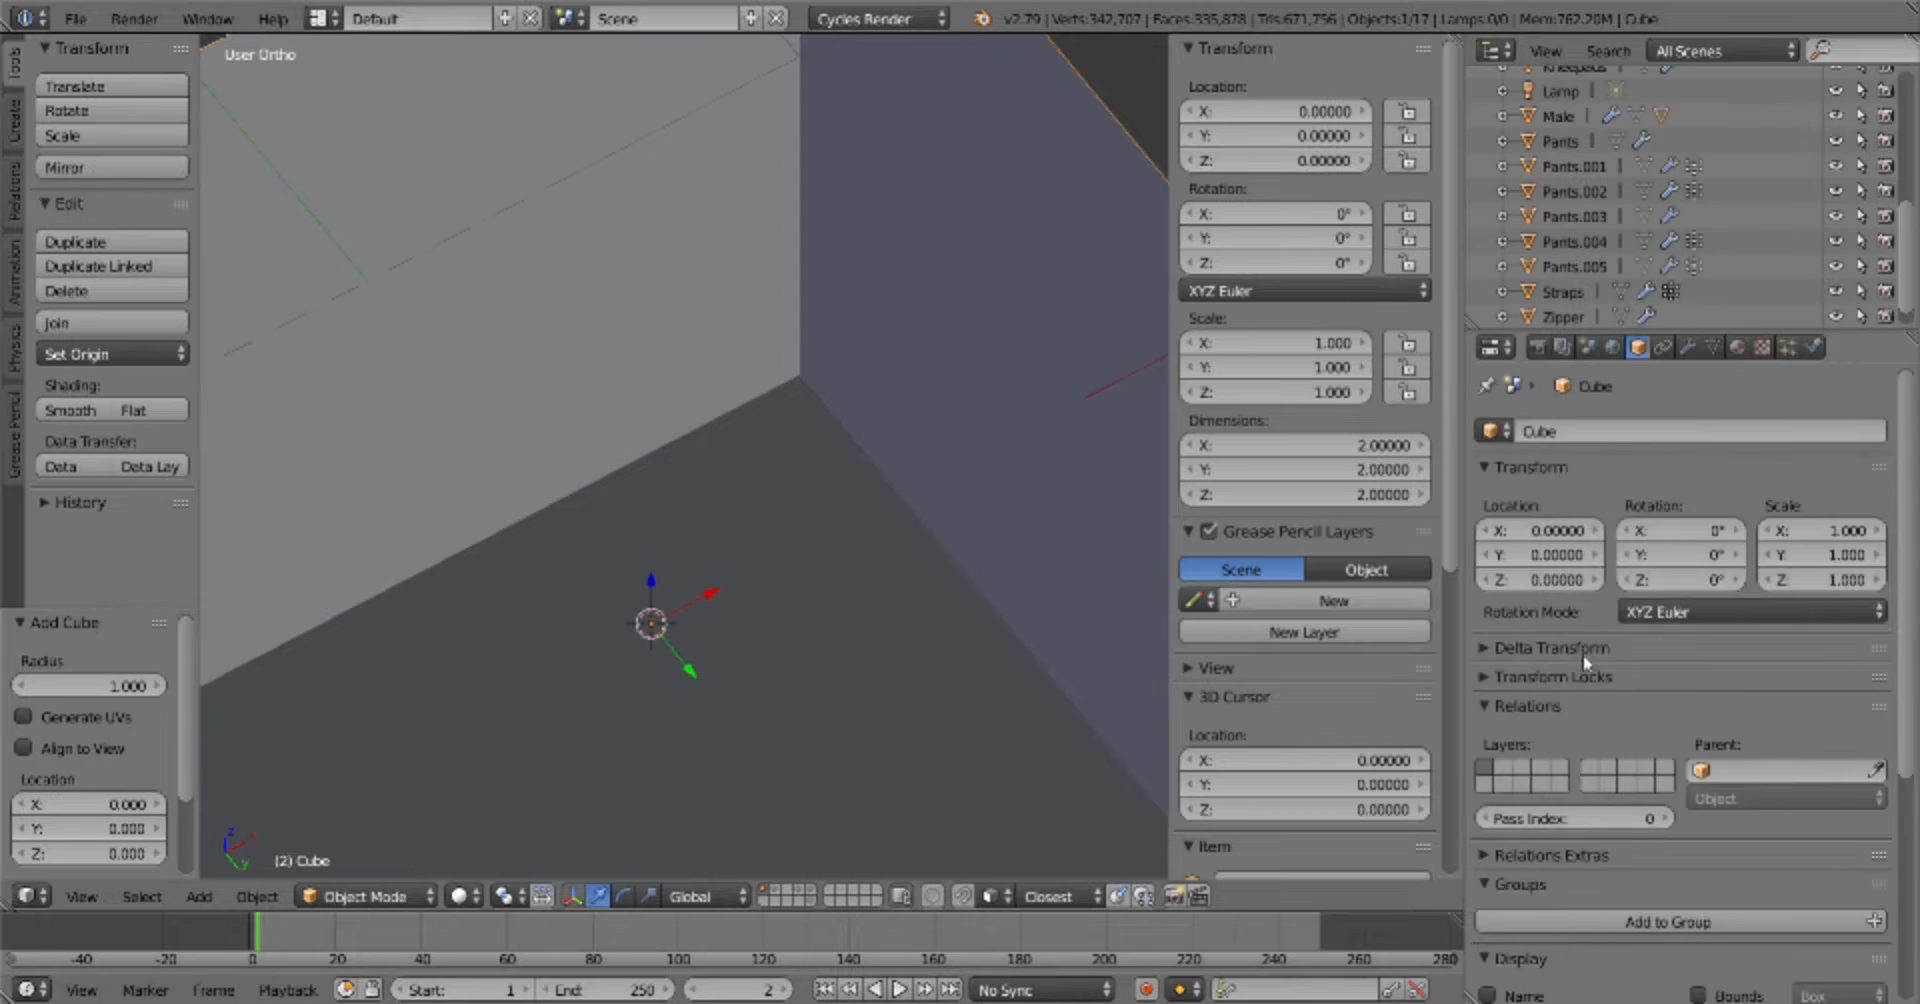 File Render Window Help Default Scene Cycles Render v2.79 | Verts:342,707 | Faces:335,878 | Tris:671,756 | Objects:1/17 | Lamps:0/0 | Mem:762.20M | Cube
Tools
Create
Relations
Animation
Physics
Grease Pencil
Transform
Translate
Rotate
Scale
Mirror
Edit
Duplicate
Duplicate Linked
Delete
Join
Set Origin
Shading:
Smooth Flat
Data Transfer:
Data Data Lay
History
Add Cube
Radius
1.000
Generate UVs
Align to View
Location
X: 0.000
Y: 0.000
Z: 0.000
User Ortho
z
x
y
(2) Cube
Transform
Location:
X: 0.00000
Y: 0.00000
Z: 0.00000
Rotation:
X: 0°
Y: 0°
Z: 0°
XYZ Euler
Scale:
X: 1.000
Y: 1.000
Z: 1.000
Dimensions:
X: 2.00000
Y: 2.00000
Z: 2.00000
Grease Pencil Layers
Scene Object
New
New Layer
View
3D Cursor
Location:
X: 0.00000
Y: 0.00000
Z: 0.00000
Item
View Search All Scenes
Kneepads
Lamp
Male
Pants
Pants.001
Pants.002
Pants.003
Pants.004
Pants.005
Straps
Zipper
Cube
Cube
Transform
Location: Rotation: Scale:
X: 0.00000 X: 0° X: 1.000
Y: 0.00000 Y: 0° Y: 1.000
Z: 0.00000 Z: 0° Z: 1.000
Rotation Mode: XYZ Euler
Delta Transform
Transform Locks
Relations
Layers: Parent:
Object
Pass Index: 0
Relations Extras
Groups
Add to Group
Display
Name Bounds Box
View Select Add Object Object Mode Global Closest
-40 -20 0 20 40 60 80 100 120 140 160 180 200 220 240 260 280
View Marker Frame Playback Start: 1 End: 250 2 No Sync